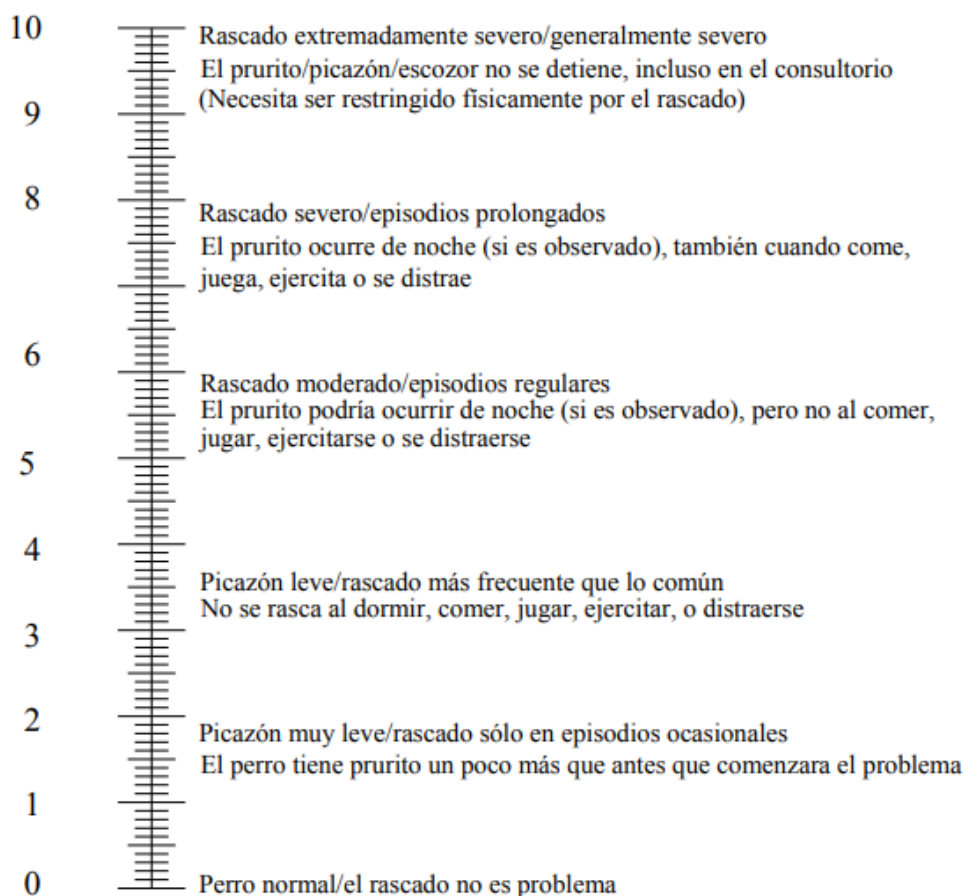 10
Rascado extremadamente severo/generalmente severo
El prurito/picazón/escozor no se detiene, incluso en el consultorio
(Necesita ser restringido físicamente por el rascado)
9
8
Rascado severo/episodios prolongados
El prurito ocurre de noche (si es observado), también cuando come,
juega, ejercita o se distrae
6
Rascado moderado/episodios regulares
El prurito podría ocurrir de noche (si es observado), pero no al comer,
jugar, ejercitarse o se distraerse
5
4
Picazón leve/rascado más frecuente que lo común
No se rasca al dormir, comer, jugar, ejercitar, o distraerse
3
2
Picazón muy leve/rascado sólo en episodios ocasionales
El perro tiene prurito un poco más que antes que comenzara el problema
1
0
Perro normal/el rascado no es problema